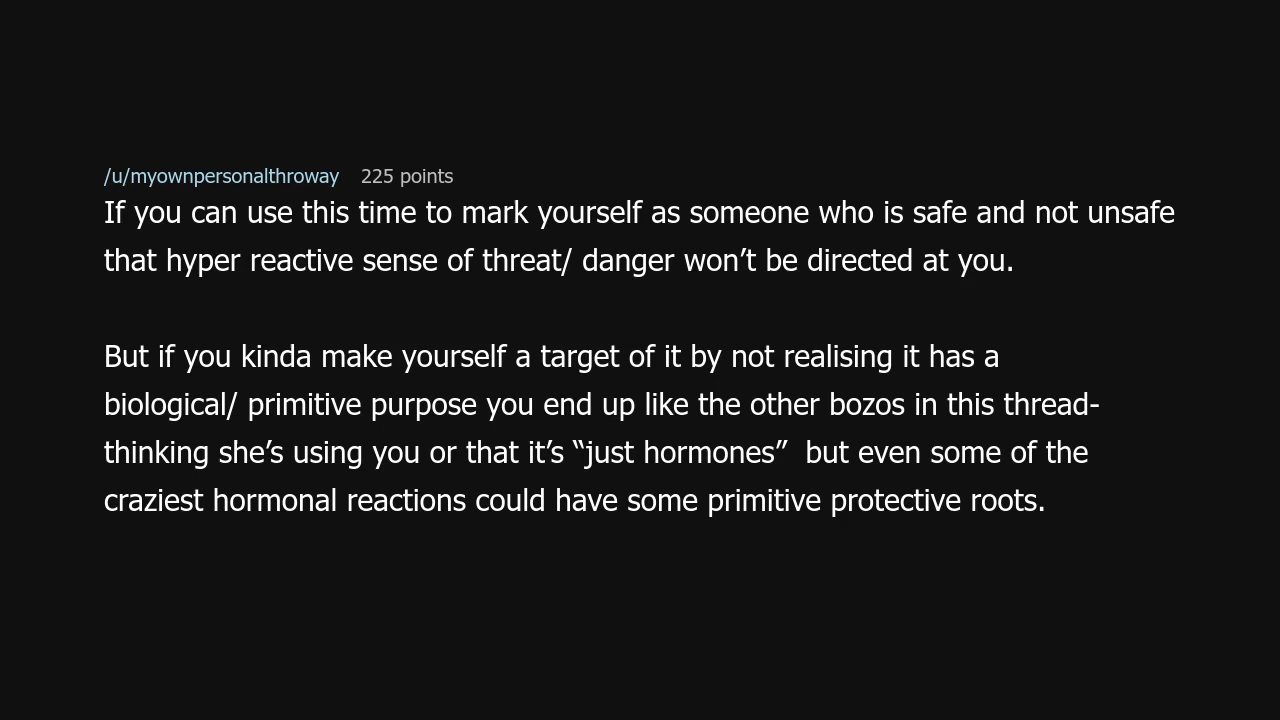 /u/myownpersonalthroway 225 points
If you can use this time to mark yourself as someone who is safe and not unsafe
that hyper reactive sense of threat/ danger won’t be directed at you.
But if you kinda make yourself a target of it by not realising it has a
biological/ primitive purpose you end up like the other bozos in this thread-
thinking she’s using you or that it’s “just hormones”  but even some of the
craziest hormonal reactions could have some primitive protective roots.